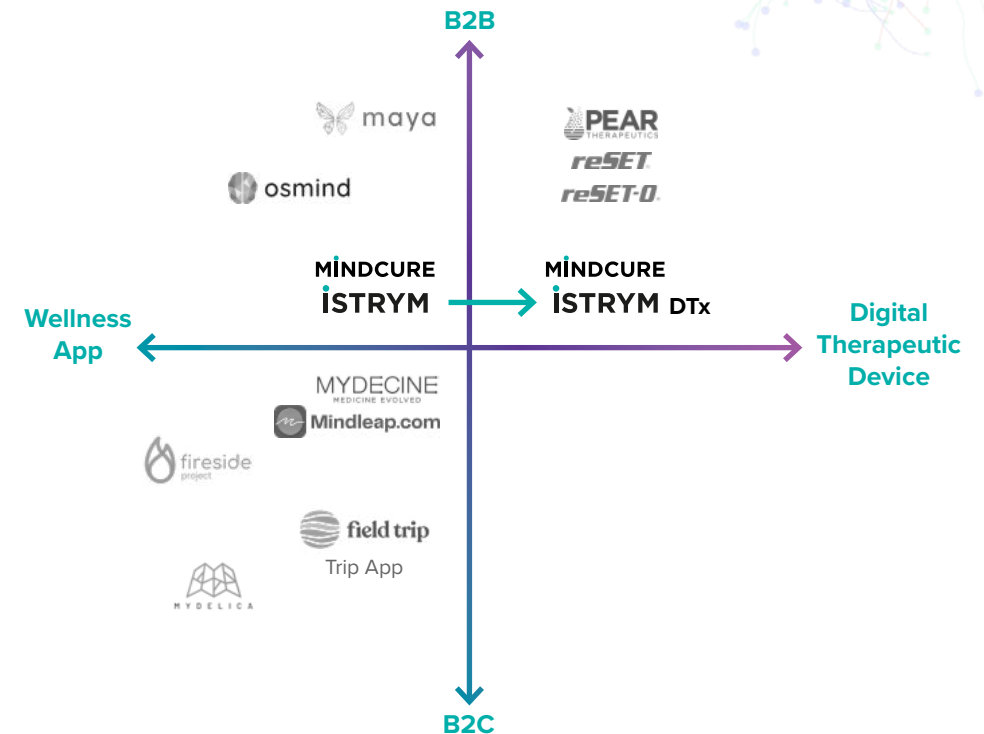 B2B
maya
PEAR
THERAPEUTICS
reSET
reSET-O
osmind
MINDCURE
iSTRYM
MINDCURE
iSTRYM DTx
Wellness
App
Digital
Therapeutic
Device
MYDECINE
MEDICINE EVOLVED
Mindleap.com
fireside
project
field trip
Trip App
MYDELICA
B2C